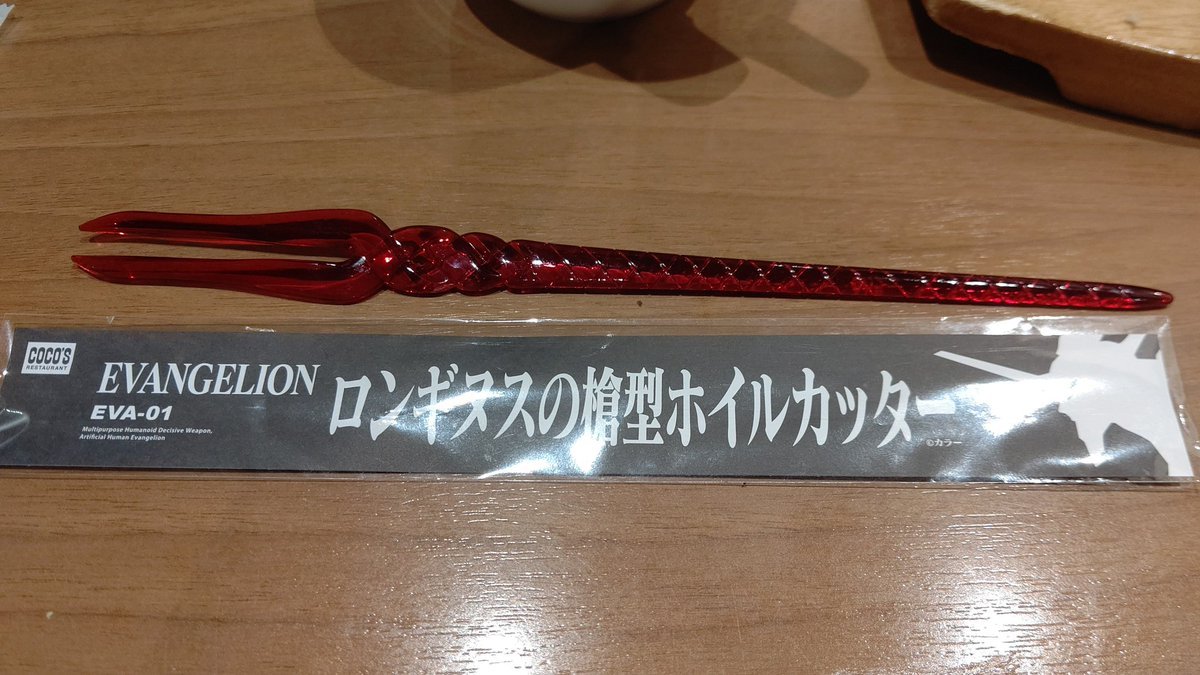 COCO'S
RESTAURANT
EVANGELION
EVA-01
Multipurpose Humanoid Decisive Weapon,
Artificial Human Evangelion
ロンギヌスの槍型ホイルカッター
©カラー